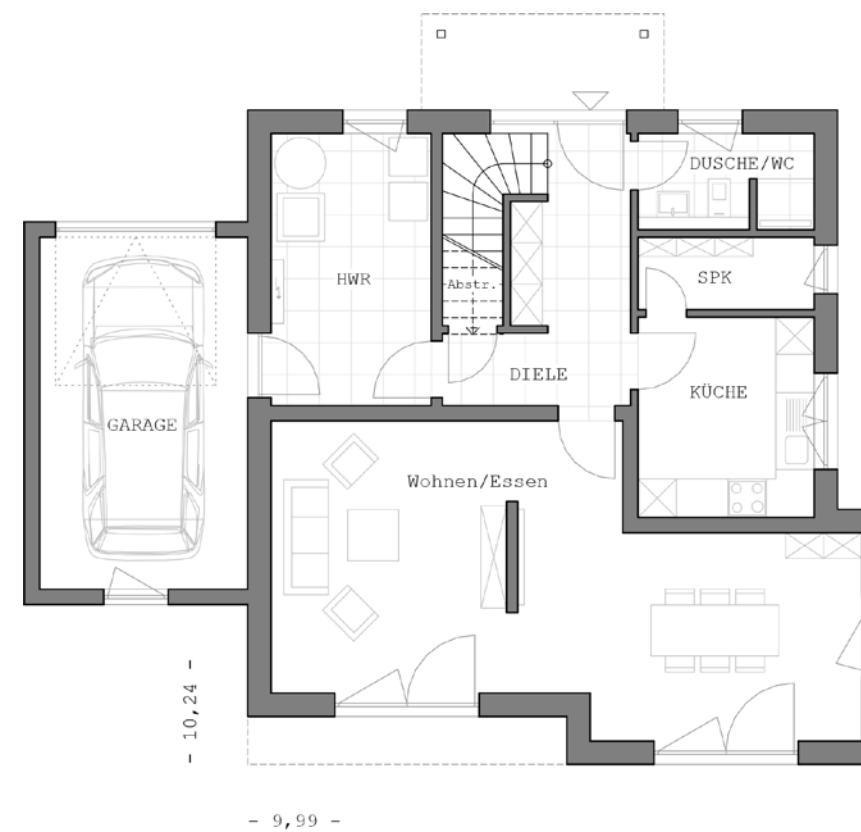 DUSCHE/WC
HWR
Abstr.
SPK
DIELE
KÜCHE
GARAGE
Wohnen/Essen
- 10,24 -
- 9,99 -